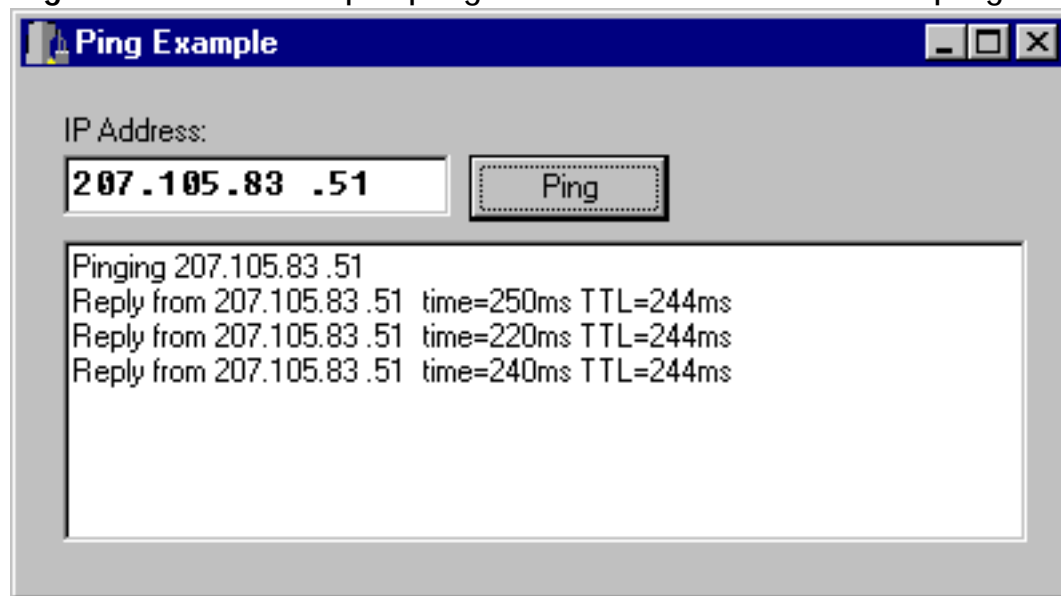 Ping Example
IP Address:
207.105.83 .51
Ping
Pinging 207.105.83 .51
Reply from 207.105.83 .51 time=250ms TTL=244ms
Reply from 207.105.83 .51 time=220ms TTL=244ms
Reply from 207.105.83 .51 time=240ms TTL=244ms